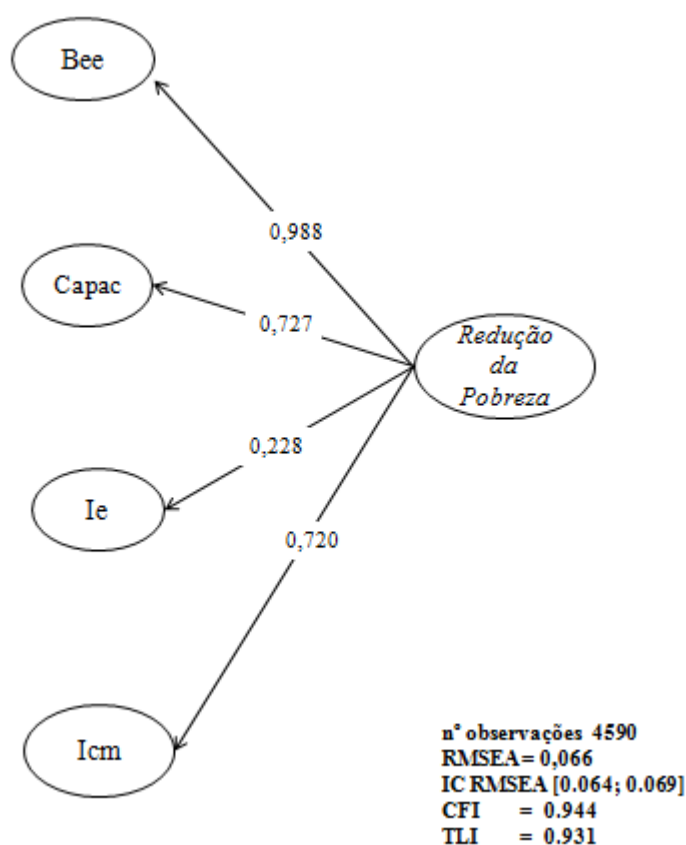 Bee
0,988
Capac
0,727
Redução
da
Pobreza
0,228
Ie
0,720
Icm
nº observações 4590
RMSEA= 0,066
IC RMSEA [0.064; 0.069]
CFI = 0.944
TLI = 0.931